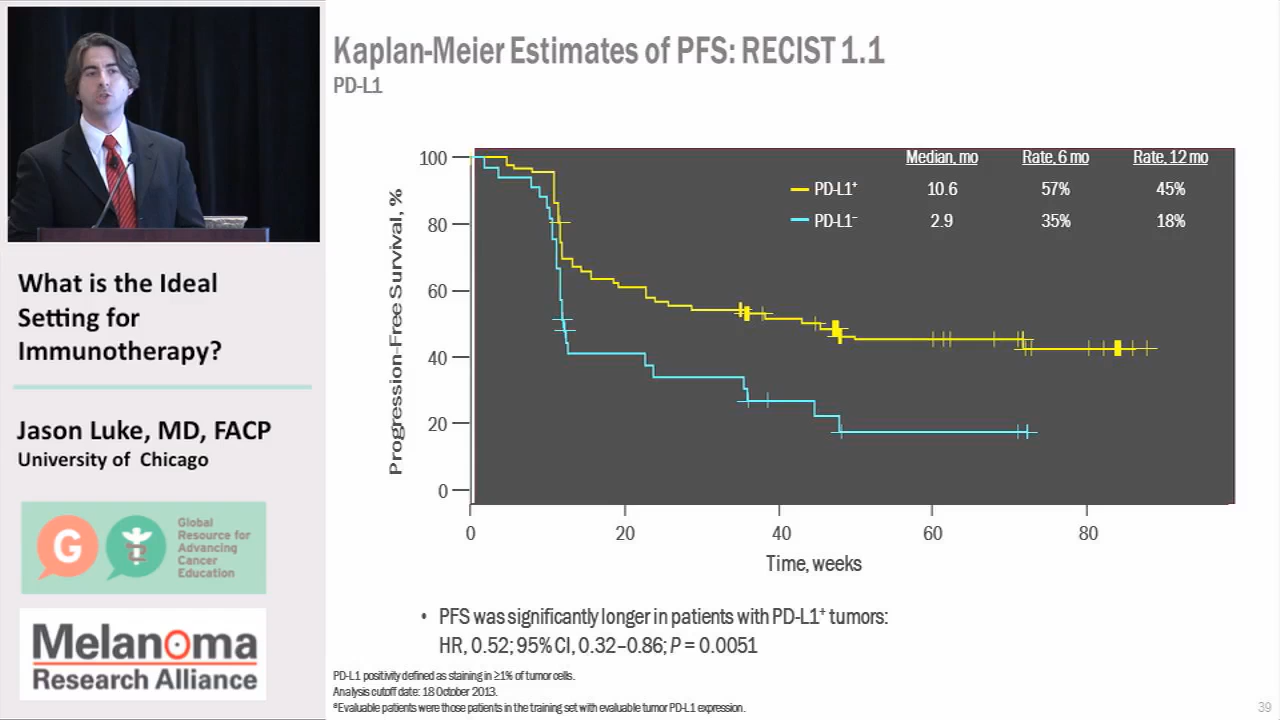 What is the Ideal
Setting for
Immunotherapy?
Jason Luke, MD, FACP
University of Chicago
G
Global
Resource for
Advancing
Cancer
Education
Melanoma
Research Alliance
Kaplan-Meier Estimates of PFS: RECIST 1.1
PD-L1
Median, mo Rate, 6 mo Rate, 12 mo
PD-L1+ 10.6 57% 45%
PD-L1− 2.9 35% 18%
Progression-Free Survival, %
100
80
60
40
20
0
0 20 40 60 80
Time, weeks
• PFS was significantly longer in patients with PD-L1+ tumors:
HR, 0.52; 95% CI, 0.32–0.86; P = 0.0051
PD-L1 positivity defined as staining in ≥1% of tumor cells.
Analysis cutoff date: 18 October 2013.
*Evaluable patients were those patients in the training set with evaluable tumor PD-L1 expression.
39